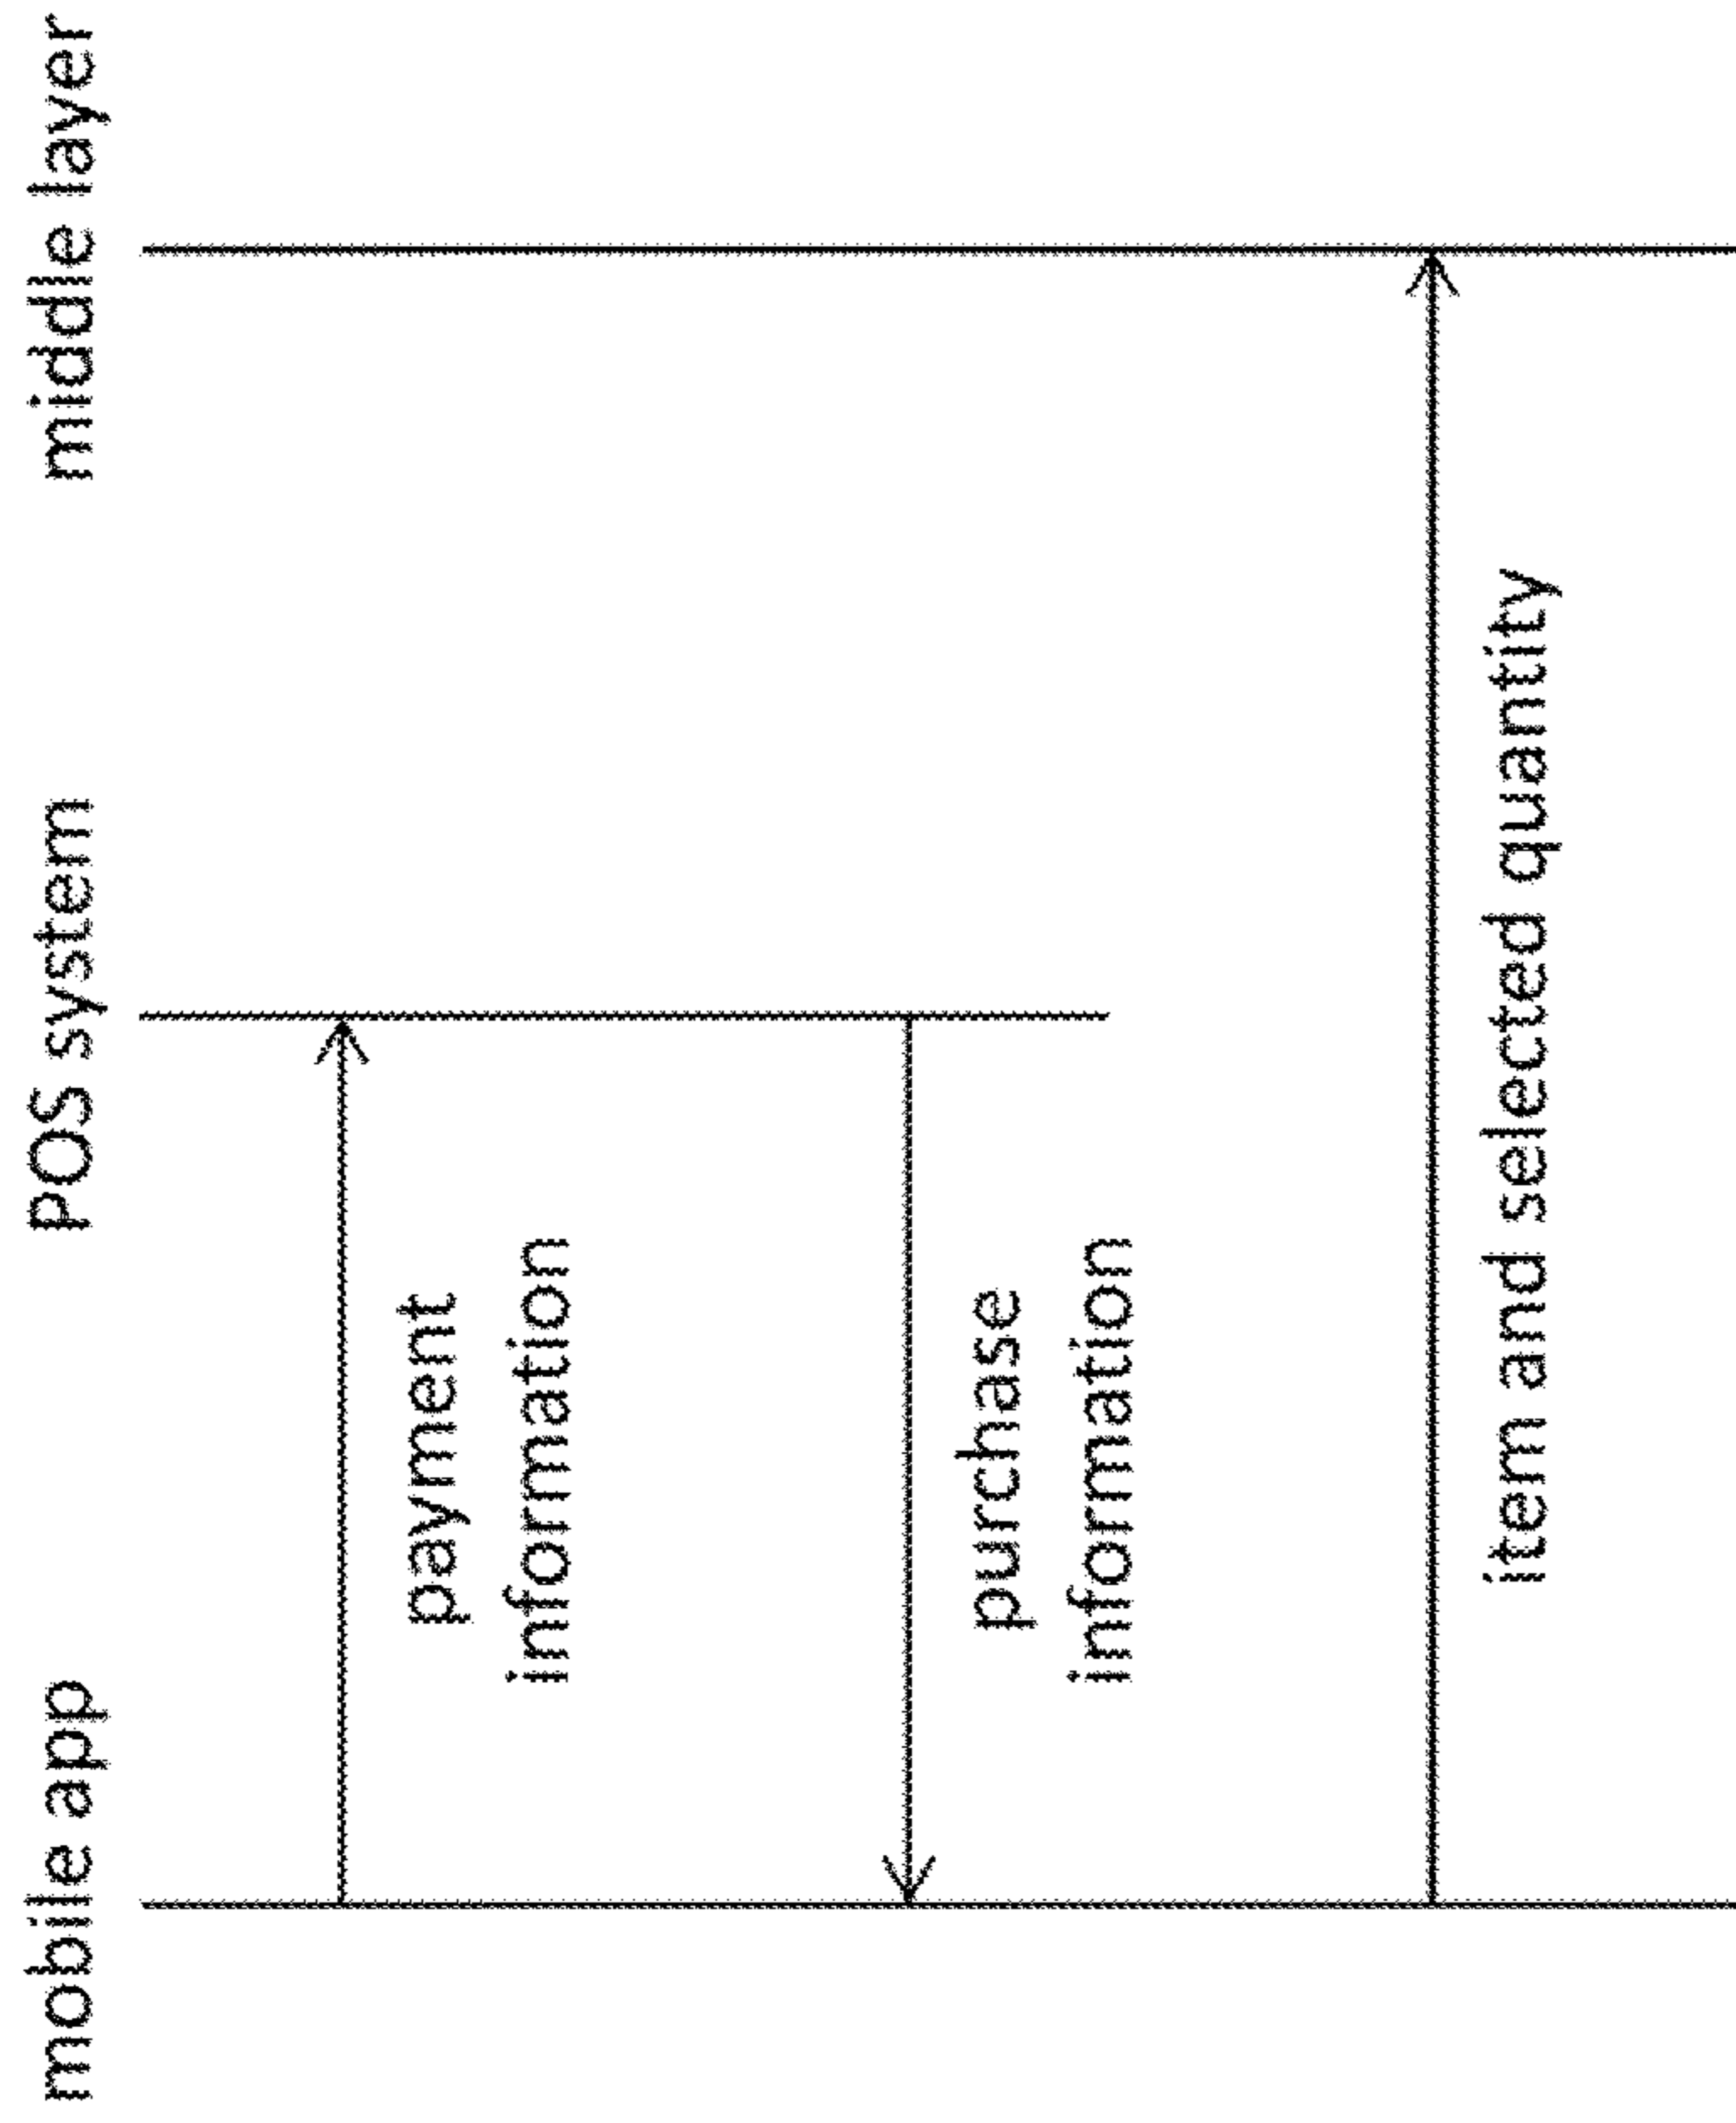 mobile app
POS system
middle layer
payment
information
purchase
information
item and selected quantity